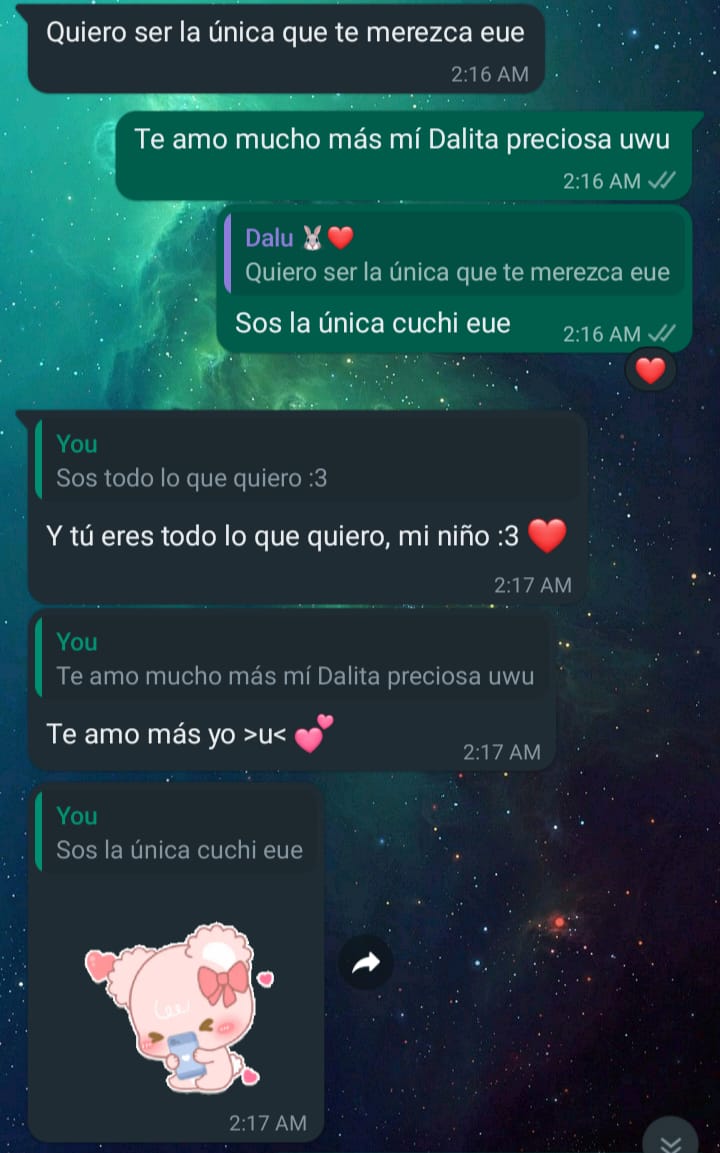 Quiero ser la única que te merezca eue
2:16 AM
Te amo mucho más mí Dalita preciosa uwu
2:16 AM
Dalu 🐰❤️
Quiero ser la única que te merezca eue
Sos la única cuchi eue
2:16 AM
❤️
You
Sos todo lo que quiero :3
Y tú eres todo lo que quiero, mi niño :3 ❤️
2:17 AM
You
Te amo mucho más mí Dalita preciosa uwu
Te amo más yo >u< 💕
2:17 AM
You
Sos la única cuchi eue
2:17 AM